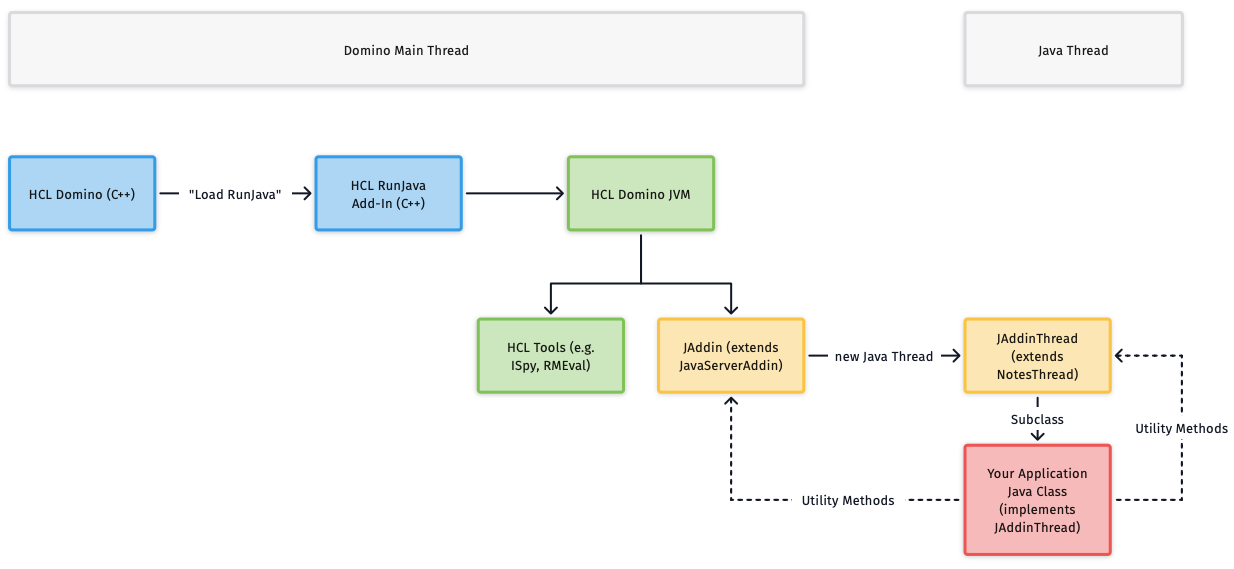 Domino Main Thread
Java Thread
HCL Domino (C++)
"Load RunJava"
HCL RunJava
Add-In (C++)
HCL Domino JVM
HCL Tools (e.g.
ISpy, RMEval)
JAddin (extends
JavaServerAddin)
new Java Thread
JAddinThread
(extends
NotesThread)
Subclass
Utility Methods
Your Application
Java Class
(implements
JAddinThread)
Utility Methods